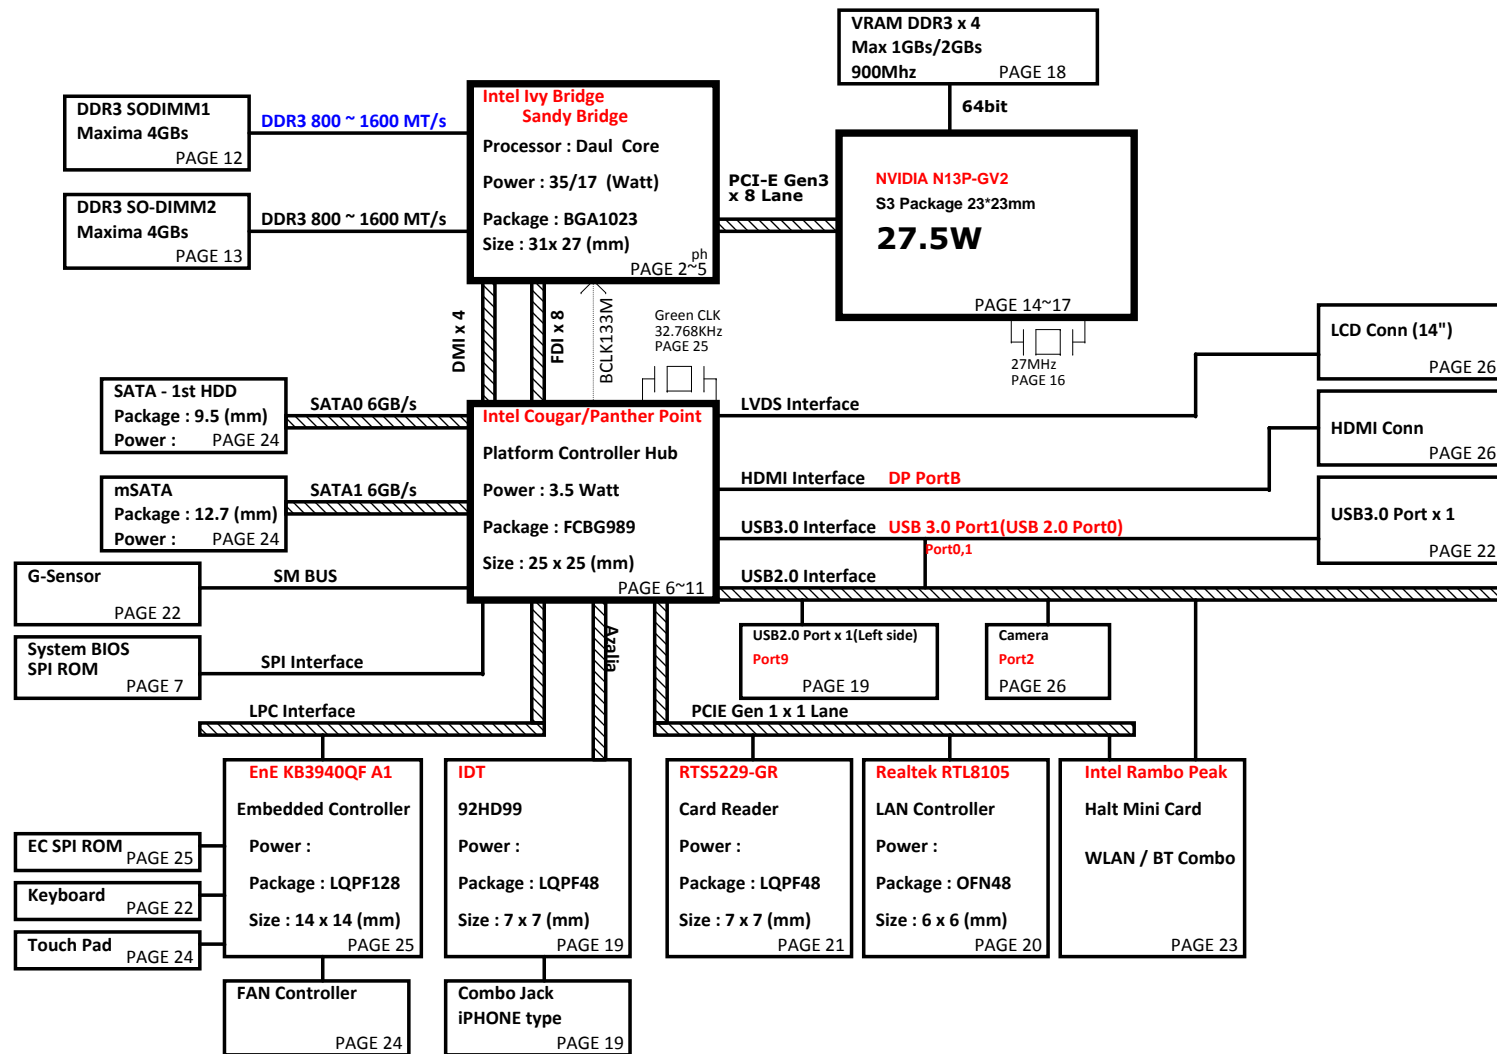 VRAM DDR3 x 4
Max 1GBs/2GBs
900Mhz PAGE 18
64bit
DDR3 SODIMM1
Maxima 4GBs
PAGE 12
DDR3 800 ~ 1600 MT/s
DDR3 SO-DIMM2
Maxima 4GBs
PAGE 13
DDR3 800 ~ 1600 MT/s
Intel Ivy Bridge
Sandy Bridge
Processor : Daul Core
Power : 35/17 (Watt)
Package : BGA1023
Size : 31x 27 (mm)
ph
PAGE 2~5
PCI-E Gen3
x 8 Lane
NVIDIA N13P-GV2
S3 Package 23*23mm
27.5W
PAGE 14~17
27MHz
PAGE 16
DMI x 4
FDI x 8
BCLK133M
Green CLK
32.768KHz
PAGE 25
LCD Conn (14")
PAGE 26
HDMI Conn
PAGE 26
USB3.0 Port x 1
PAGE 22
SATA - 1st HDD
Package : 9.5 (mm)
Power : PAGE 24
SATA0 6GB/s
mSATA
Package : 12.7 (mm)
Power : PAGE 24
SATA1 6GB/s
Intel Cougar/Panther Point
Platform Controller Hub
Power : 3.5 Watt
Package : FCBG989
Size : 25 x 25 (mm)
PAGE 6~11
LVDS Interface
HDMI Interface DP PortB
USB3.0 Interface USB 3.0 Port1(USB 2.0 Port0)
Port0,1
USB2.0 Interface
G-Sensor
PAGE 22
SM BUS
System BIOS
SPI ROM
PAGE 7
SPI Interface
Azalia
USB2.0 Port x 1(Left side)
Port9
PAGE 19
Camera
Port2
PAGE 26
LPC Interface
PCIE Gen 1 x 1 Lane
EnE KB3940QF A1
Embedded Controller
Power :
Package : LQPF128
Size : 14 x 14 (mm)
PAGE 25
IDT
92HD99
Power :
Package : LQPF48
Size : 7 x 7 (mm)
PAGE 19
RTS5229-GR
Card Reader
Power :
Package : LQPF48
Size : 7 x 7 (mm)
PAGE 21
Realtek RTL8105
LAN Controller
Power :
Package : OFN48
Size : 6 x 6 (mm)
PAGE 20
Intel Rambo Peak
Halt Mini Card
WLAN / BT Combo
PAGE 23
EC SPI ROM
PAGE 25
Keyboard
PAGE 22
Touch Pad
PAGE 24
FAN Controller
PAGE 24
Combo Jack
iPHONE type
PAGE 19